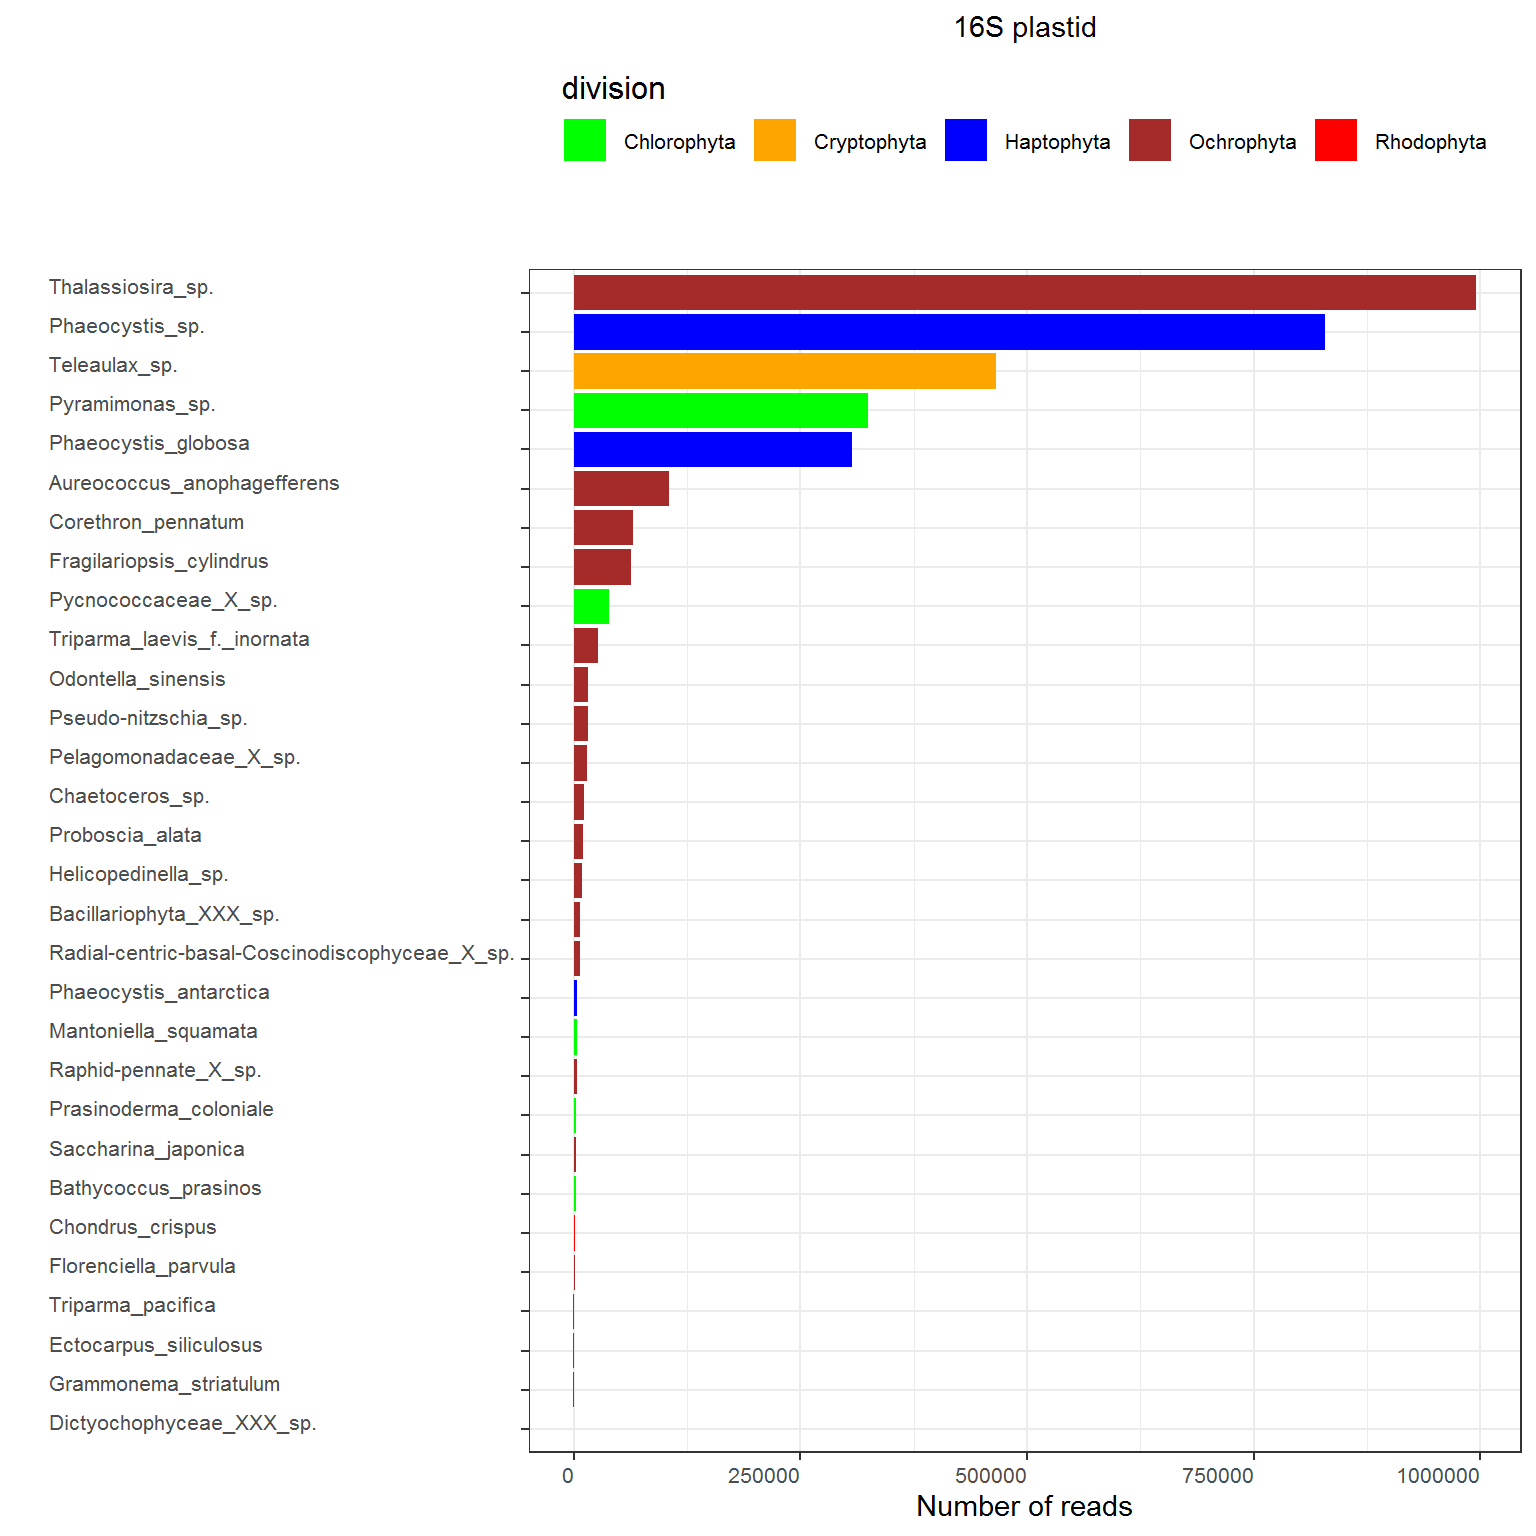 16S plastid
division
Chlorophyta Cryptophyta Haptophyta Ochrophyta Rhodophyta
Thalassiosira_sp.
Phaeocystis_sp.
Teleaulax_sp.
Pyramimonas_sp.
Phaeocystis_globosa
Aureococcus_anophagefferens
Corethron_pennatum
Fragilariopsis_cylindrus
Pycnococcaceae_X_sp.
Triparma_laevis_f._inornata
Odontella_sinensis
Pseudo-nitzschia_sp.
Pelagomonadaceae_X_sp.
Chaetoceros_sp.
Proboscia_alata
Helicopedinella_sp.
Bacillariophyta_XXX_sp.
Radial-centric-basal-Coscinodiscophyceae_X_sp.
Phaeocystis_antarctica
Mantoniella_squamata
Raphid-pennate_X_sp.
Prasinoderma_coloniale
Saccharina_japonica
Bathycoccus_prasinos
Chondrus_crispus
Florenciella_parvula
Triparma_pacifica
Ectocarpus_siliculosus
Grammonema_striatulum
Dictyochophyceae_XXX_sp.
0 250000 500000 750000 1000000
Number of reads